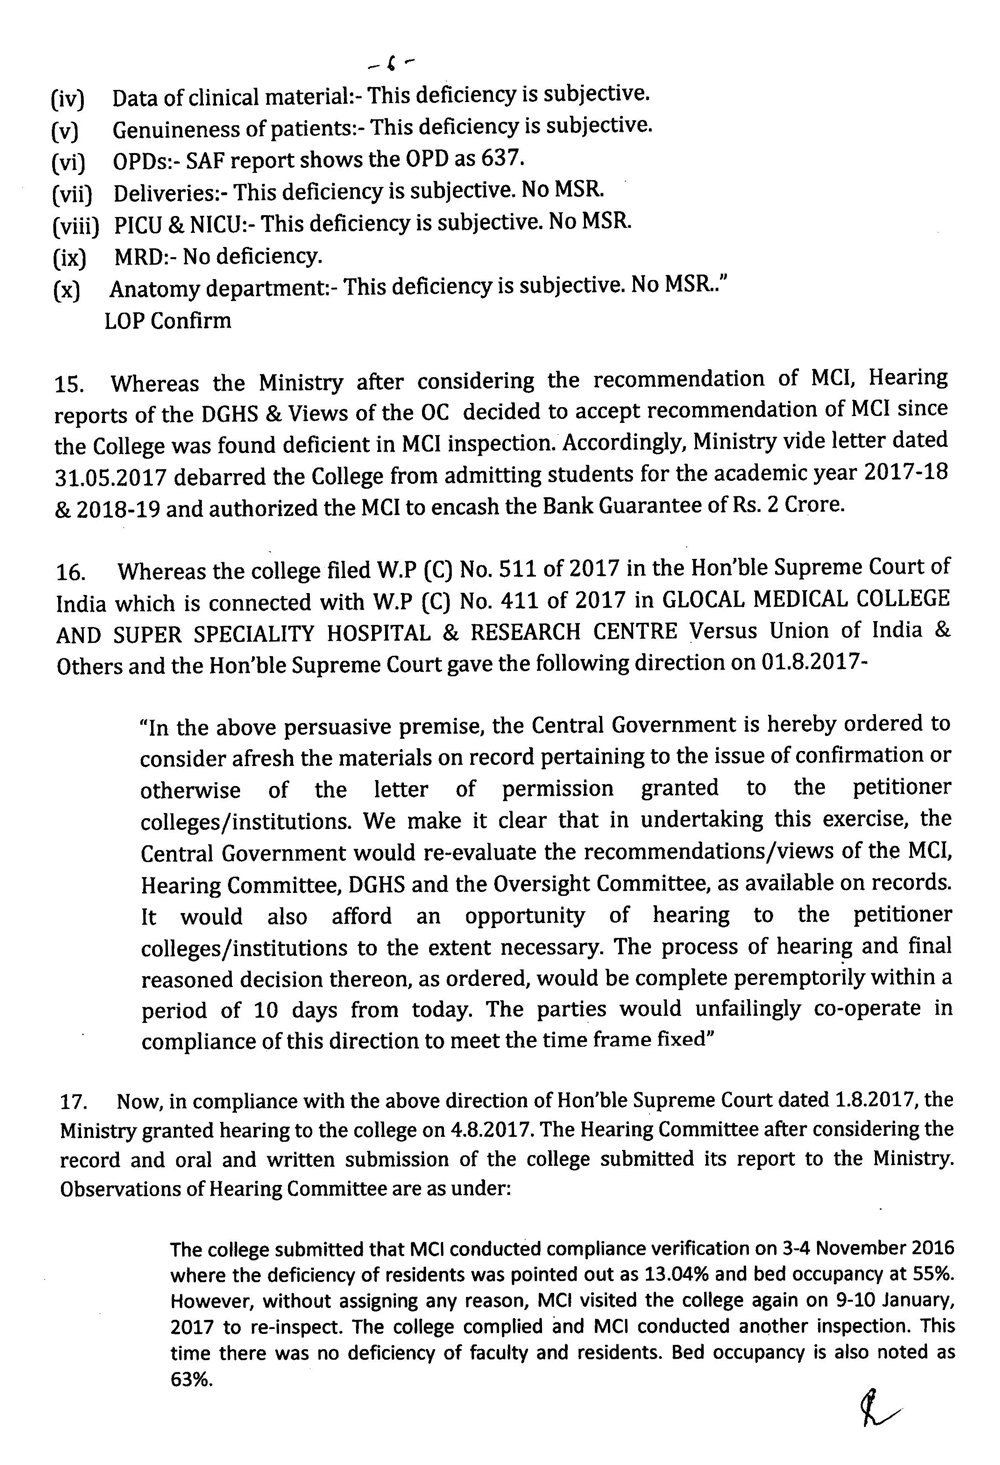 - 6 -
(iv) Data of clinical material:- This deficiency is subjective.
(v) Genuineness of patients:- This deficiency is subjective.
(vi) OPDs:- SAF report shows the OPD as 637.
(vii) Deliveries:- This deficiency is subjective. No MSR.
(viii) PICU & NICU:- This deficiency is subjective. No MSR.
(ix) MRD:- No deficiency.
(x) Anatomy department:- This deficiency is subjective. No MSR.."
LOP Confirm
15. Whereas the Ministry after considering the recommendation of MCI, Hearing
reports of the DGHS & Views of the OC decided to accept recommendation of MCI since
the College was found deficient in MCI inspection. Accordingly, Ministry vide letter dated
31.05.2017 debarred the College from admitting students for the academic year 2017-18
& 2018-19 and authorized the MCI to encash the Bank Guarantee of Rs. 2 Crore.
16. Whereas the college filed W.P (C) No. 511 of 2017 in the Hon'ble Supreme Court of
India which is connected with W.P (C) No. 411 of 2017 in GLOCAL MEDICAL COLLEGE
AND SUPER SPECIALITY HOSPITAL & RESEARCH CENTRE Versus Union of India &
Others and the Hon'ble Supreme Court gave the following direction on 01.8.2017-
"In the above persuasive premise, the Central Government is hereby ordered to
consider afresh the materials on record pertaining to the issue of confirmation or
otherwise of the letter of permission granted to the petitioner
colleges/institutions. We make it clear that in undertaking this exercise, the
Central Government would re-evaluate the recommendations/views of the MCI,
Hearing Committee, DGHS and the Oversight Committee, as available on records.
It would also afford an opportunity of hearing to the petitioner
colleges/institutions to the extent necessary. The process of hearing and final
reasoned decision thereon, as ordered, would be complete peremptorily within a
period of 10 days from today. The parties would unfailingly co-operate in
compliance of this direction to meet the time frame fixed"
17. Now, in compliance with the above direction of Hon'ble Supreme Court dated 1.8.2017, the
Ministry granted hearing to the college on 4.8.2017. The Hearing Committee after considering the
record and oral and written submission of the college submitted its report to the Ministry.
Observations of Hearing Committee are as under:
The college submitted that MCI conducted compliance verification on 3-4 November 2016
where the deficiency of residents was pointed out as 13.04% and bed occupancy at 55%.
However, without assigning any reason, MCI visited the college again on 9-10 January,
2017 to re-inspect. The college complied and MCI conducted another inspection. This
time there was no deficiency of faculty and residents. Bed occupancy is also noted as
63%.